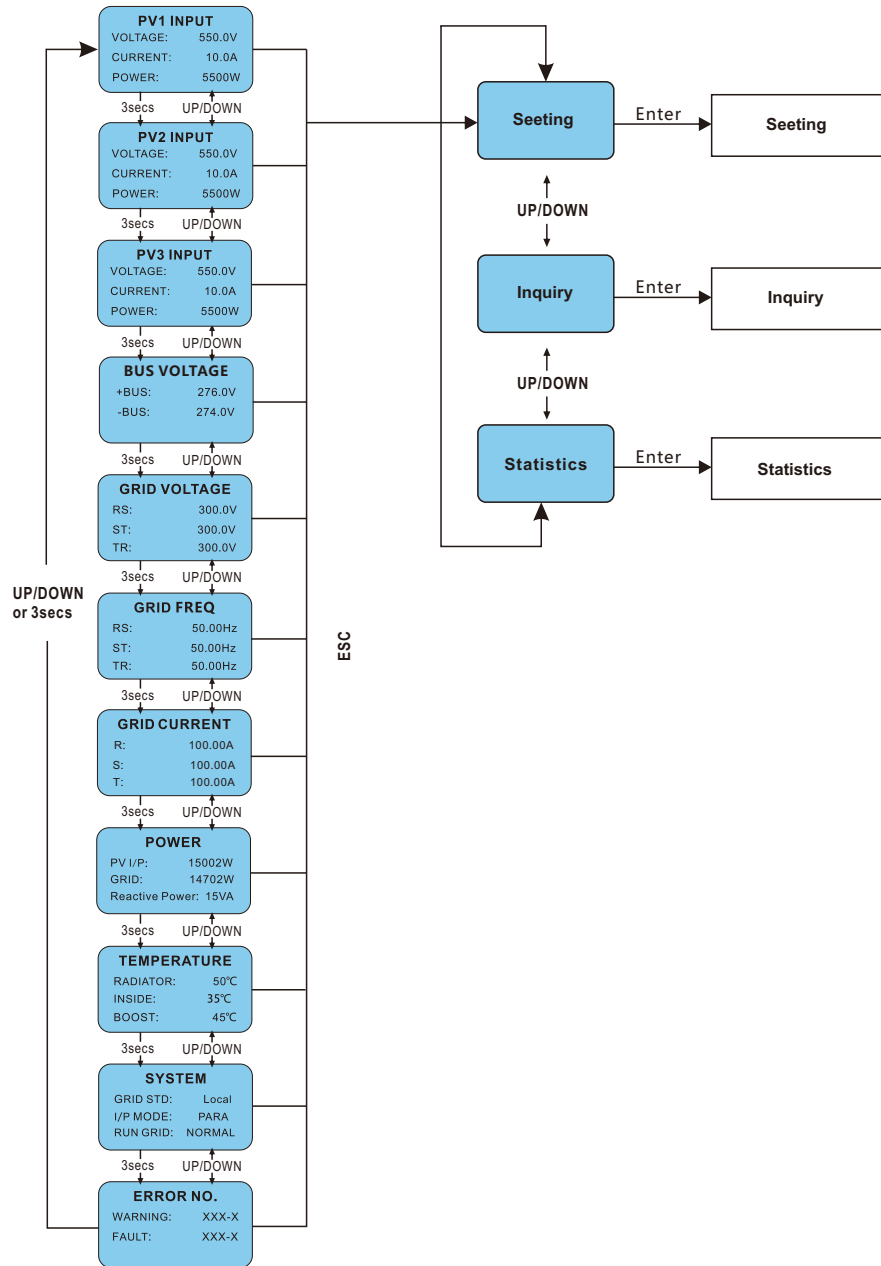 PV1 INPUT
VOLTAGE: 550.0V
CURRENT: 10.0A
POWER: 5500W
3secs UP/DOWN
PV2 INPUT
VOLTAGE: 550.0V
CURRENT: 10.0A
POWER: 5500W
3secs UP/DOWN
PV3 INPUT
VOLTAGE: 550.0V
CURRENT: 10.0A
POWER: 5500W
3secs UP/DOWN
BUS VOLTAGE
+BUS: 276.0V
-BUS: 274.0V
3secs UP/DOWN
GRID VOLTAGE
RS: 300.0V
ST: 300.0V
TR: 300.0V
3secs UP/DOWN
GRID FREQ
RS: 50.00Hz
ST: 50.00Hz
TR: 50.00Hz
3secs UP/DOWN
GRID CURRENT
R: 100.00A
S: 100.00A
T: 100.00A
3secs UP/DOWN
POWER
PV I/P: 15002W
GRID: 14702W
Reactive Power: 15VA
3secs UP/DOWN
TEMPERATURE
RADIATOR: 50℃
INSIDE: 35℃
BOOST: 45℃
3secs UP/DOWN
SYSTEM
GRID STD: Local
I/P MODE: PARA
RUN GRID: NORMAL
3secs UP/DOWN
ERROR NO.
WARNING: XXX-X
FAULT: XXX-X
UP/DOWN
or 3secs
ESC
Seeting
Enter
Seeting
UP/DOWN
Inquiry
Enter
Inquiry
UP/DOWN
Statistics
Enter
Statistics